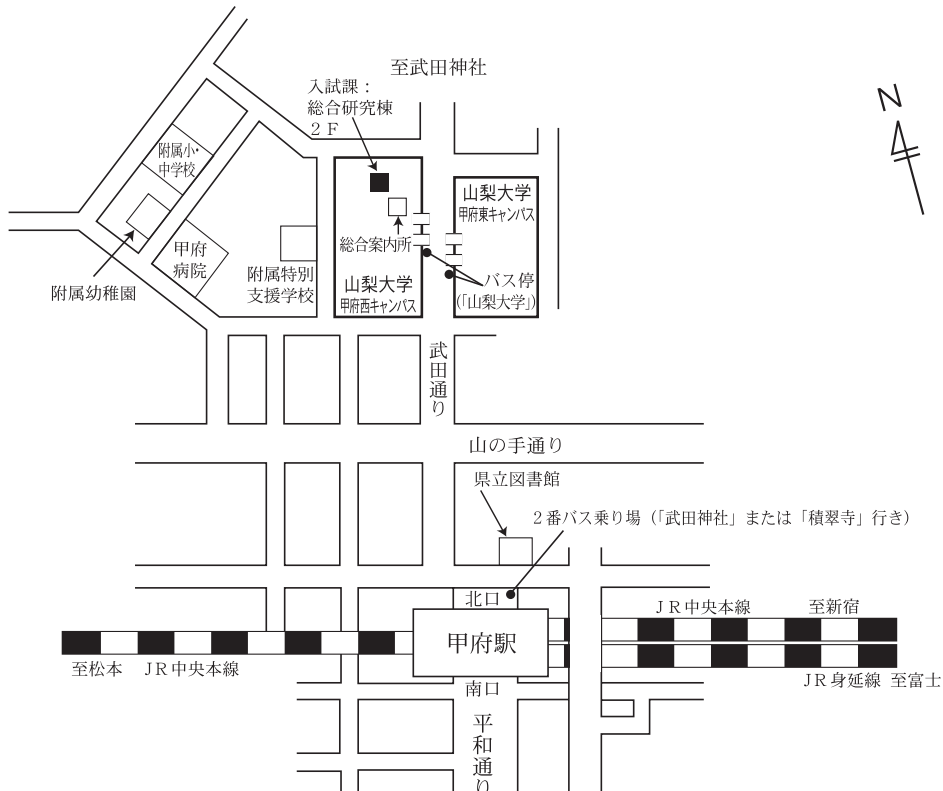 至武田神社
入試課：
総合研究棟
２Ｆ
N
附属小・
中学校
山梨大学
甲府東キャンパス
総合案内所
甲府
病院
附属特別
支援学校
山梨大学
甲府西キャンパス
バス停
(｢山梨大学｣)
附属幼稚園
武田通り
山の手通り
県立図書館
２番バス乗り場（「武田神社」または「積翠寺」行き）
北口
ＪＲ中央本線
至新宿
甲府駅
至松本
ＪＲ中央本線
南口
ＪＲ身延線
至富士
平和通り